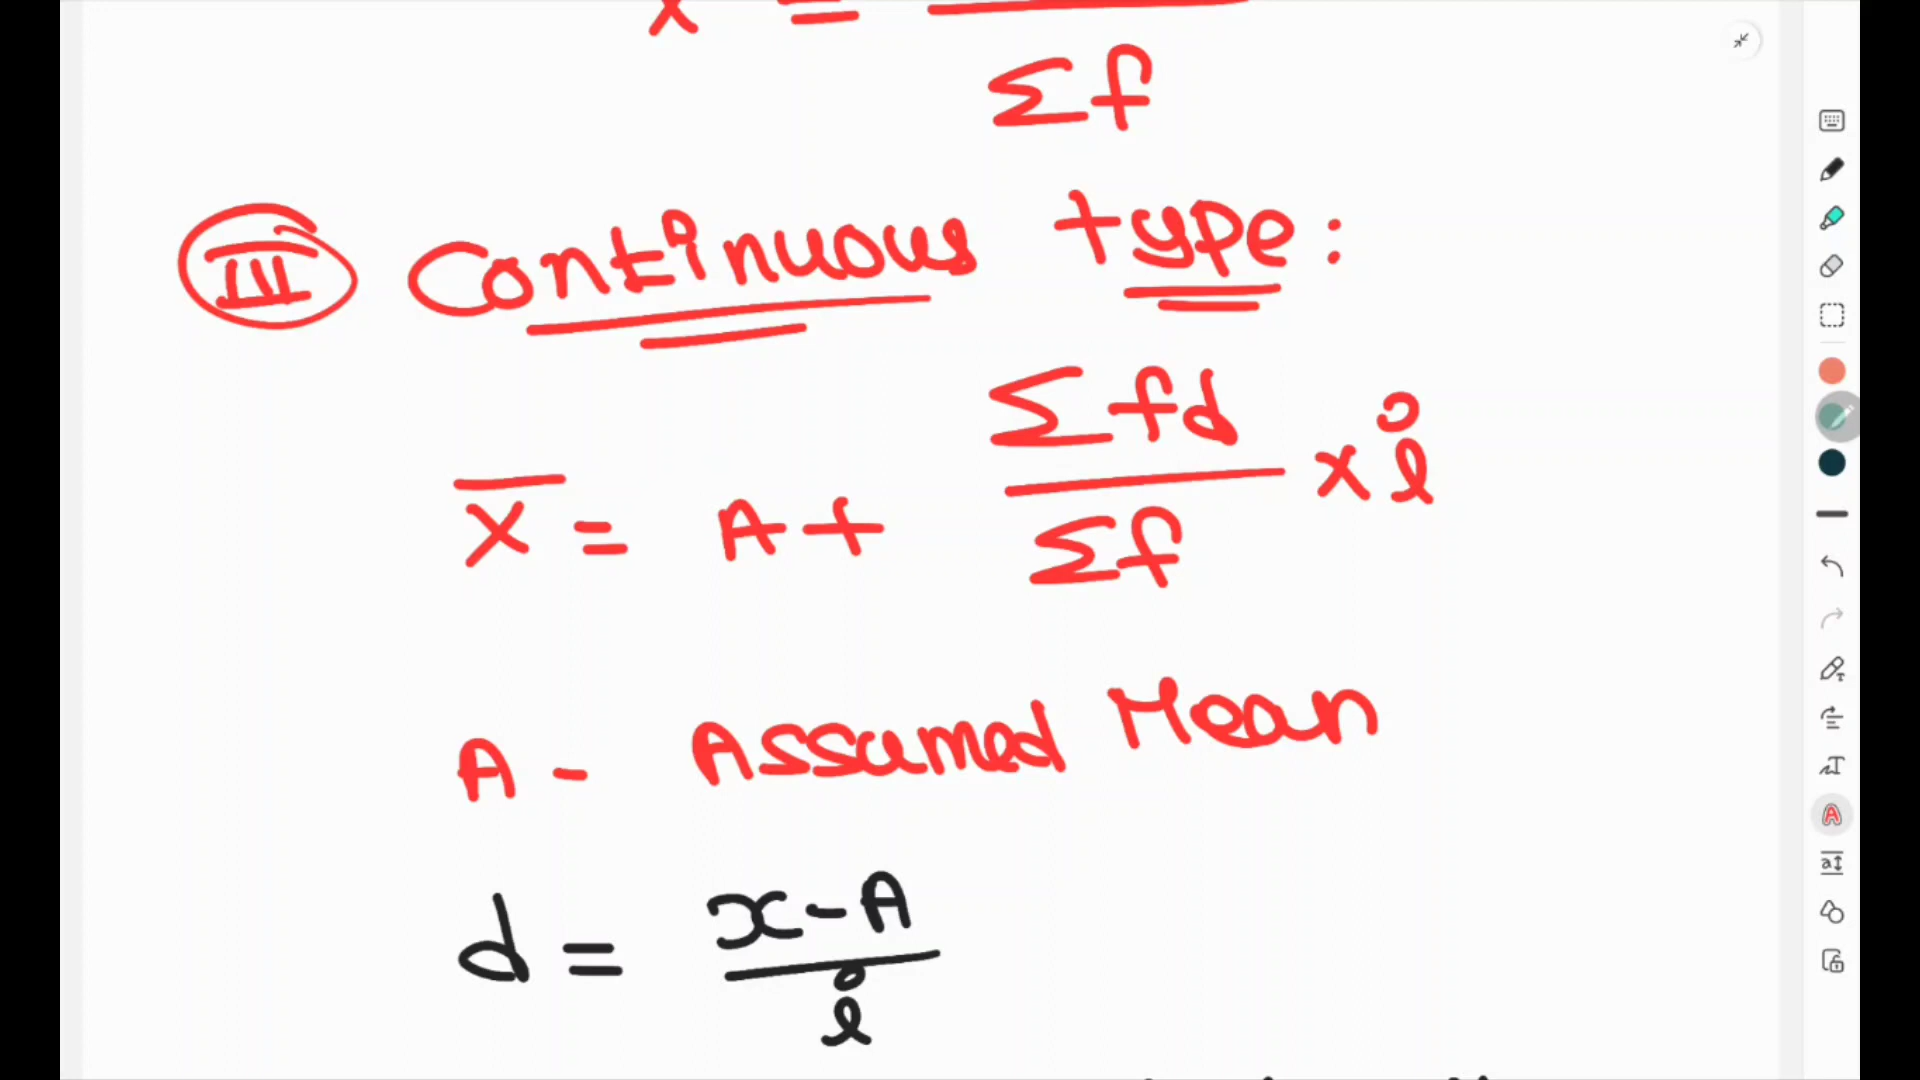 x̄ =
Σf
III Continuous type:
X̄ = A + Σfd / Σf × i
A - Assumed Mean
d = x - A / i